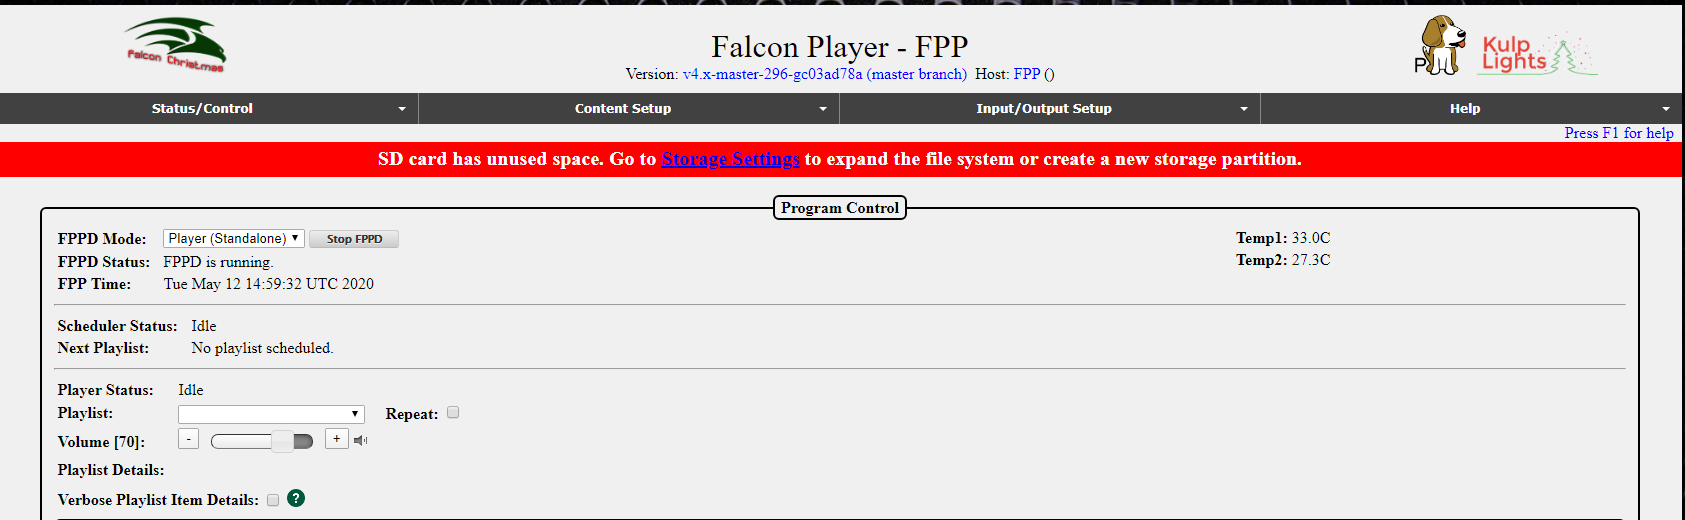 Falcon Christmas
Falcon Player - FPP
Version: v4.x-master-296-gc03ad78a (master branch) Host: FPP ()
P
Kulp
Lights
Status/Control
Content Setup
Input/Output Setup
Help
Press F1 for help
SD card has unused space. Go to Storage Settings to expand the file system or create a new storage partition.
Program Control
FPPD Mode: Player (Standalone) Stop FPPD
Temp1: 33.0C
FPPD Status: FPPD is running.
Temp2: 27.3C
FPP Time: Tue May 12 14:59:32 UTC 2020
Scheduler Status: Idle
Next Playlist: No playlist scheduled.
Player Status: Idle
Playlist: Repeat:
Volume [70]: - +
Playlist Details:
Verbose Playlist Item Details: ?